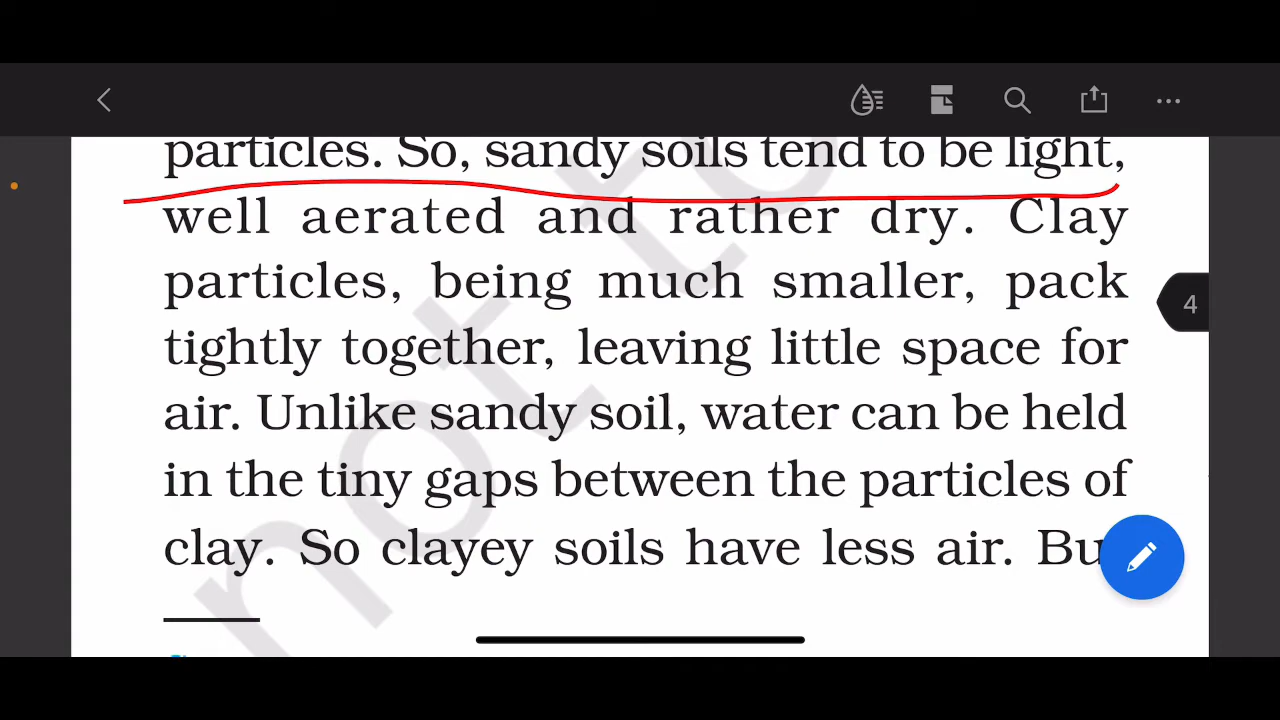 particles. So, sandy soils tend to be light,
well aerated and rather dry. Clay
particles, being much smaller, pack
4
tightly together, leaving little space for
air. Unlike sandy soil, water can be held
in the tiny gaps between the particles of
clay. So clayey soils have less air. Bu
not to